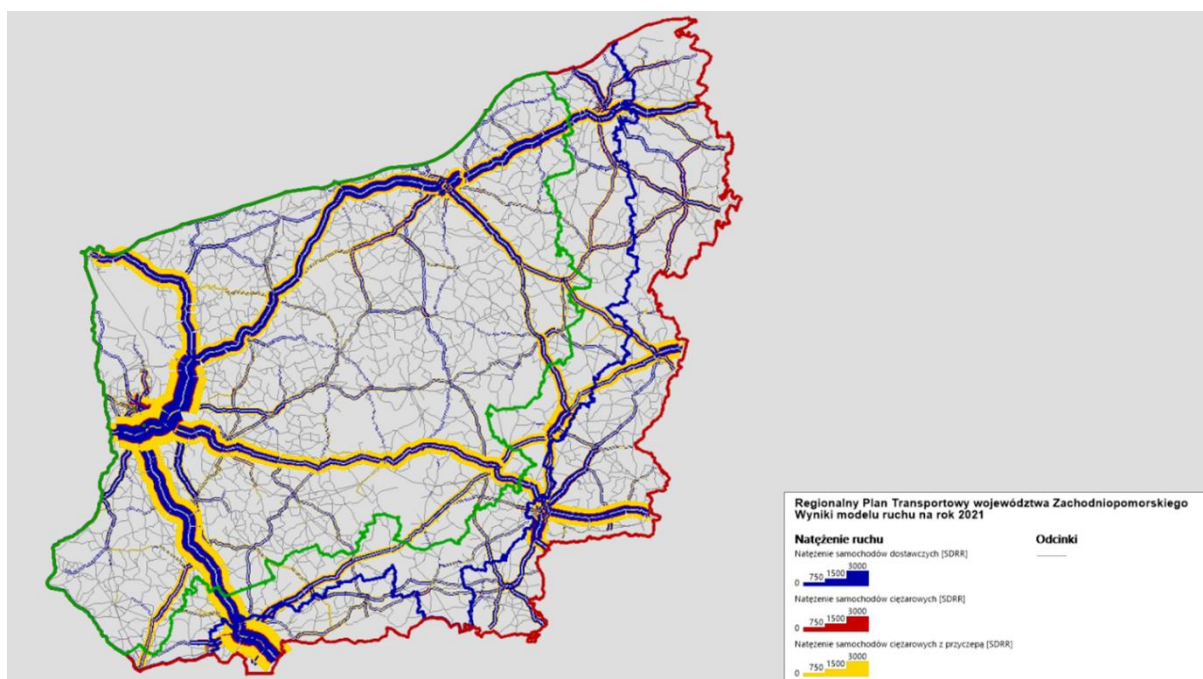 Regionalny Plan Transportowy województwa Zachodniopomorskiego
Wyniki modelu ruchu na rok 2021
Natężenie ruchu
Odcinki
Natężenie samochodów dostawczych [SDRR]
0 750 1500 3000
Natężenie samochodów ciężarowych [SDRR]
0 750 1500 3000
Natężenie samochodów ciężarowych z przyczepą [SDRR]
0 750 1500 3000